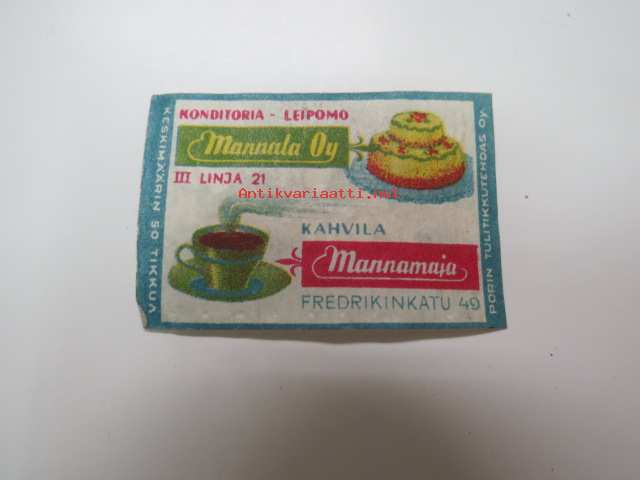 KONDITORIA - LEIPOMO
Mannala Oy
III LINJA 21
Antikvariaatti.net
KAHVILA
Mannamaja
FREDRIKINKATU 49
KESKIMÄÄRIN 50 TIKKUA
PORIN TULITIKKUTEHDAS OY